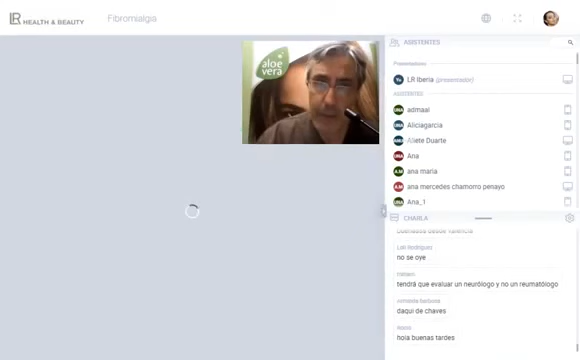 LR HEALTH & BEAUTY
Fibromialgia
ASISTENTES
aloe
vera
Presentadores
LR Iberia (presentador)
ASISTENTES
admaai
Aliciagarcia
Aliete Duarte
Ana
A.M ana maria
A.M ana mercedes chamorro penayo
Ana_1
CHARLA
desde Valencia
no se oye
tendrá que evaluar un neurólogo y no un reumatólogo
daqui de chaves
hola buenas tardes